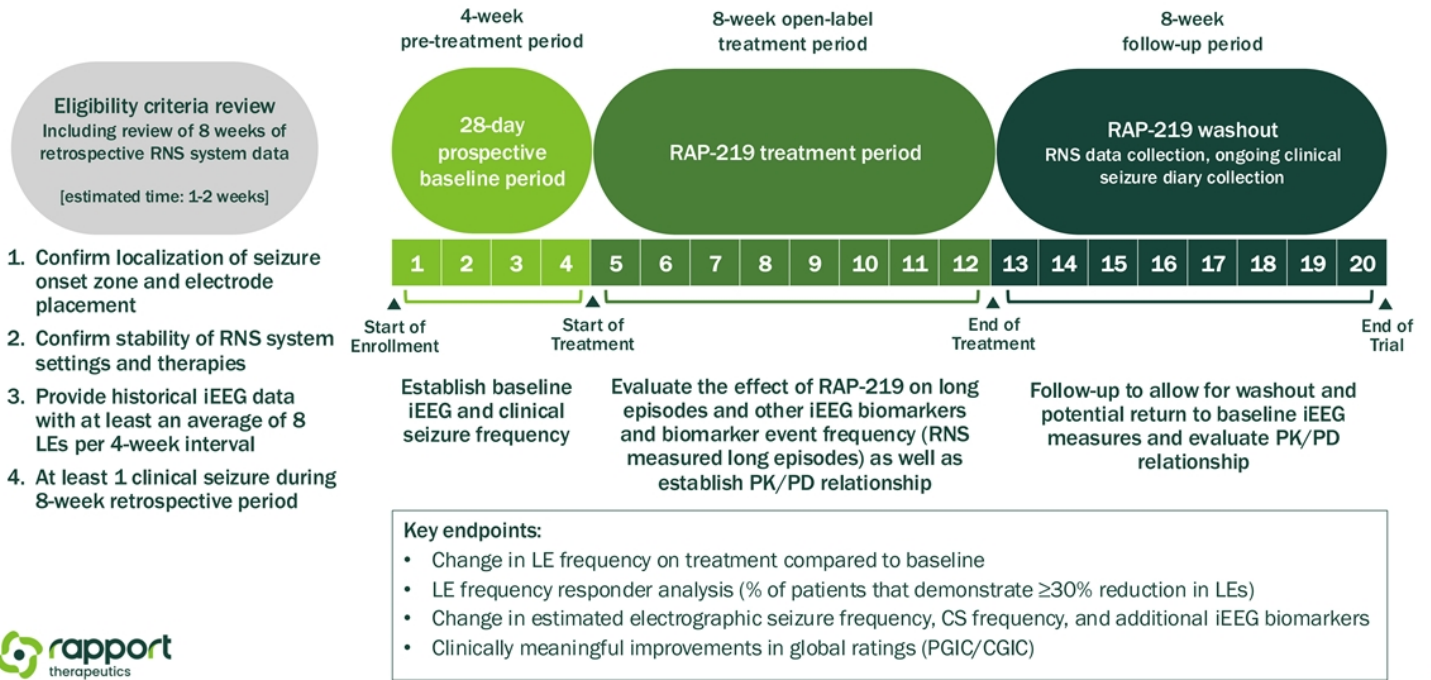 4-week
pre-treatment period
8-week open-label
treatment period
8-week
follow-up period
Eligibility criteria review
Including review of 8 weeks of
retrospective RNS system data
[estimated time: 1-2 weeks]
28-day
prospective
baseline period
RAP-219 treatment period
RAP-219 washout
RNS data collection, ongoing clinical
seizure diary collection
1 2 3 4 5 6 7 8 9 10 11 12 13 14 15 16 17 18 19 20
Start of
Enrollment
Start of
Treatment
End of
Treatment
End of
Trial
1. Confirm localization of seizure
onset zone and electrode
placement
2. Confirm stability of RNS system
settings and therapies
3. Provide historical iEEG data
with at least an average of 8
LEs per 4-week interval
4. At least 1 clinical seizure during
8-week retrospective period
Establish baseline
iEEG and clinical
seizure frequency
Evaluate the effect of RAP-219 on long
episodes and other iEEG biomarkers
and biomarker event frequency (RNS
measured long episodes) as well as
establish PK/PD relationship
Follow-up to allow for washout and
potential return to baseline iEEG
measures and evaluate PK/PD
relationship
Key endpoints:
• Change in LE frequency on treatment compared to baseline
• LE frequency responder analysis (% of patients that demonstrate ≥30% reduction in LEs)
• Change in estimated electrographic seizure frequency, CS frequency, and additional iEEG biomarkers
• Clinically meaningful improvements in global ratings (PGIC/CGIC)
rapport
therapeutics